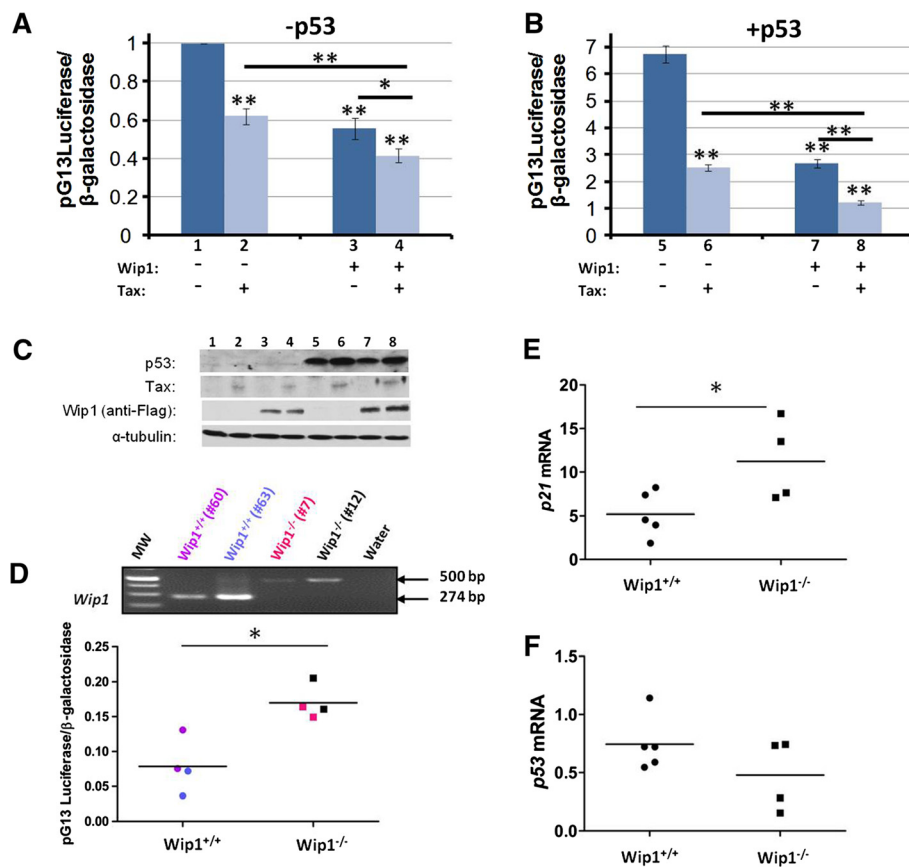 A
-p53
pG13Luciferase/
β-galactosidase
1
0.8
0.6
0.4
0.2
0
**
**
*
**
**
1 2 3 4
Wip1: - - + +
Tax: - + - +
B
+p53
pG13Luciferase/
β-galactosidase
7
6
5
4
3
2
1
0
**
**
**
**
**
5 6 7 8
Wip1: - - + +
Tax: - + - +
C
1 2 3 4 5 6 7 8
p53:
Tax:
Wip1 (anti-Flag):
α-tubulin:
D
MW
Wip1+/+ (#60)
Wip1+/+ (#63)
Wip1-/- (#7)
Wip1-/- (#12)
Water
Wip1
500 bp
274 bp
pG13 Luciferase/β-galactosidase
0.25
0.20
0.15
0.10
0.05
0.00
*
Wip1+/+ Wip1-/-
E
p21 mRNA
20
15
10
5
0
*
Wip1+/+ Wip1-/-
F
p53 mRNA
1.5
1.0
0.5
0.0
Wip1+/+ Wip1-/-